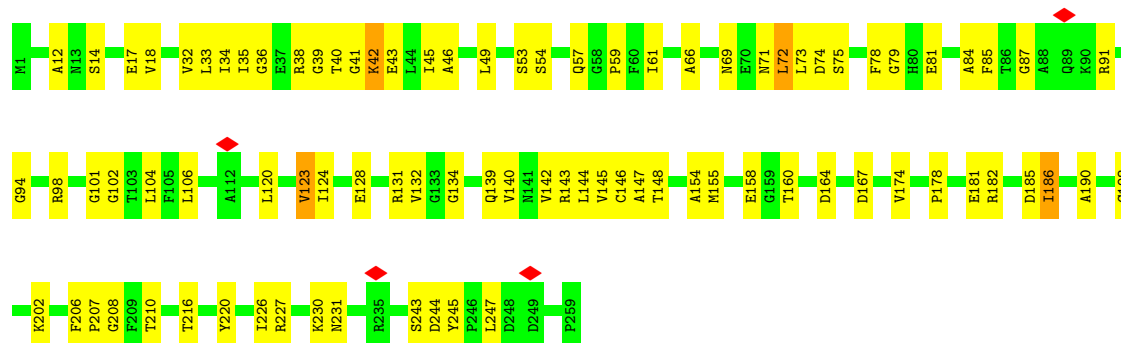 M1 A12 N13 S14 E17 V18 V32 L33 I34 I35 G36 E37 R38 G39 T40 G41 K42 E43 L44 I45 A46 L49 S53 S54 Q57 G58 P59 F60 I61 A66 N69 E70 N71 L72 L73 D74 S75 F78 G79 H80 E81 A84 F85 T86 G87 A88 Q89 K90 R91
G94 R98 G101 G102 T103 L104 F105 L106 A112 L120 V123 I124 E128 R131 V132 G133 G134 Q139 V140 N141 V142 R143 L144 V145 C146 A147 T148 A154 M155 E158 G159 T160 D164 D167 V174 P178 E181 R182 D185 I186 A190
K202 F206 P207 G208 F209 T210 T216 Y220 I226 R227 K230 N231 R235 S243 D244 Y245 P246 L247 D248 D249 P259